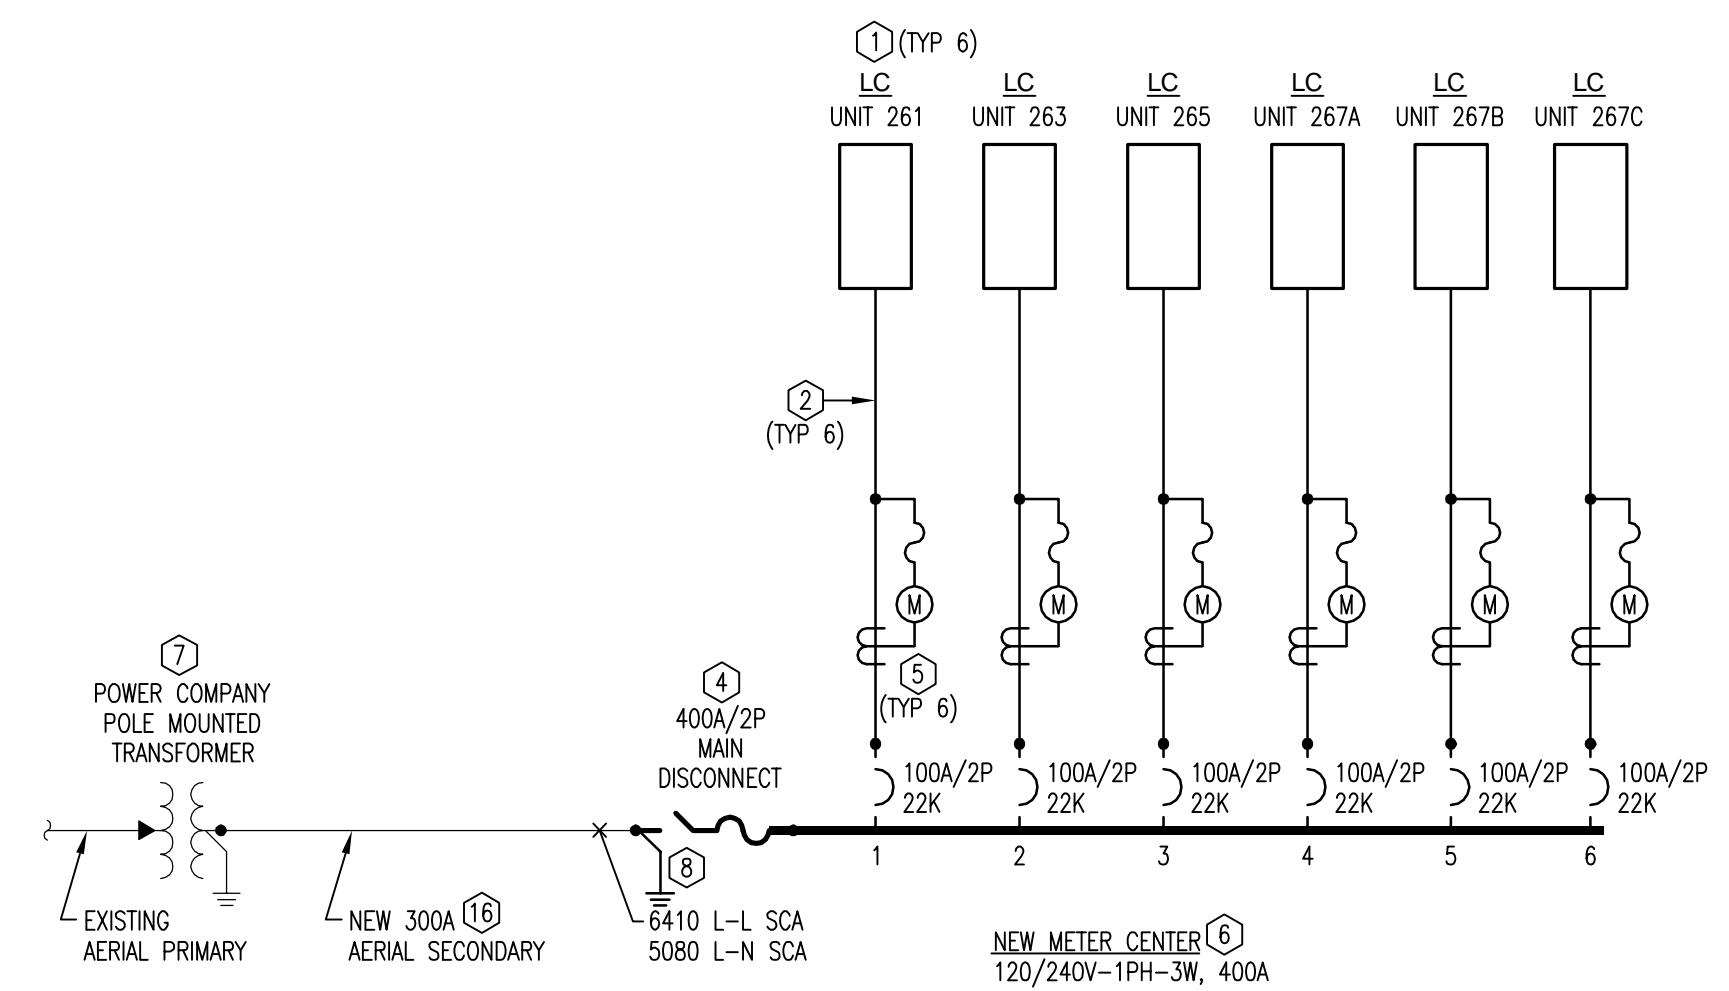 1 (TYP 6)
LC LC LC LC LC LC
UNIT 261 UNIT 263 UNIT 265 UNIT 267A UNIT 267B UNIT 267C
2
(TYP 6)
M M M M M M
5
(TYP 6)
7
POWER COMPANY
POLE MOUNTED
TRANSFORMER
4
400A/2P
MAIN
DISCONNECT
100A/2P 100A/2P 100A/2P 100A/2P 100A/2P 100A/2P
22K 22K 22K 22K 22K 22K
1 2 3 4 5 6
8
EXISTING
AERIAL PRIMARY
NEW 300A 16
AERIAL SECONDARY
6410 L-L SCA
5080 L-N SCA
NEW METER CENTER 6
120/240V-1PH-3W, 400A